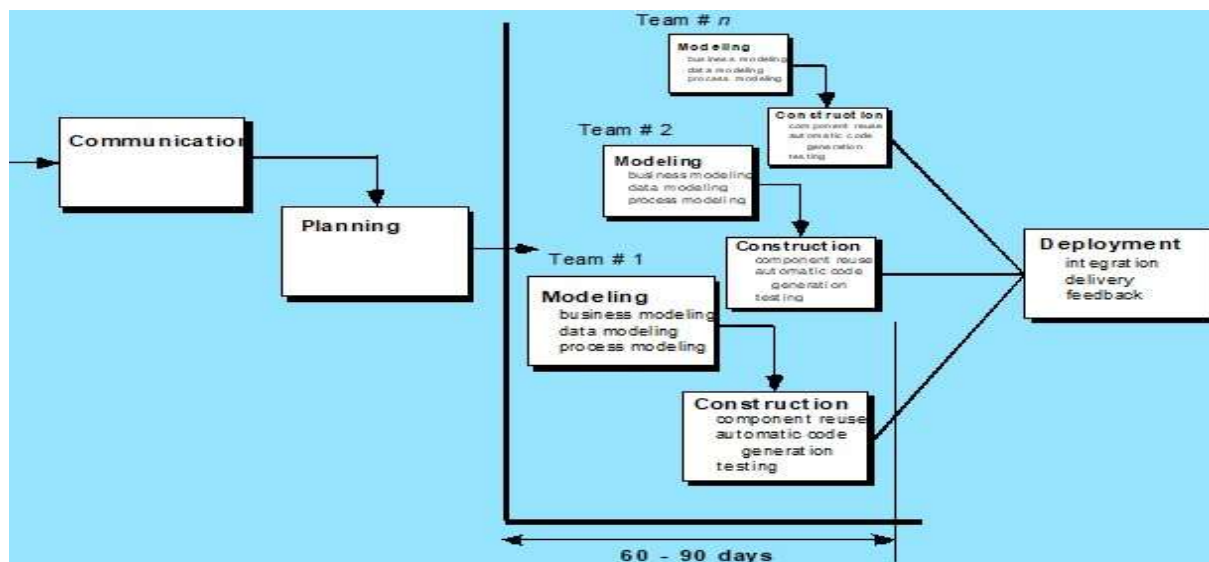 Team # n
Modeling
business modeling
data modeling
process modeling
Construction
component reuse
automatic code
generation
testing
Team # 2
Modeling
business modeling
data modeling
process modeling
Construction
component reuse
automatic code
generation
testing
Communication
Planning
Team # 1
Modeling
business modeling
data modeling
process modeling
Construction
component reuse
automatic code
generation
testing
Deployment
integration
delivery
feedback
60 - 90 days